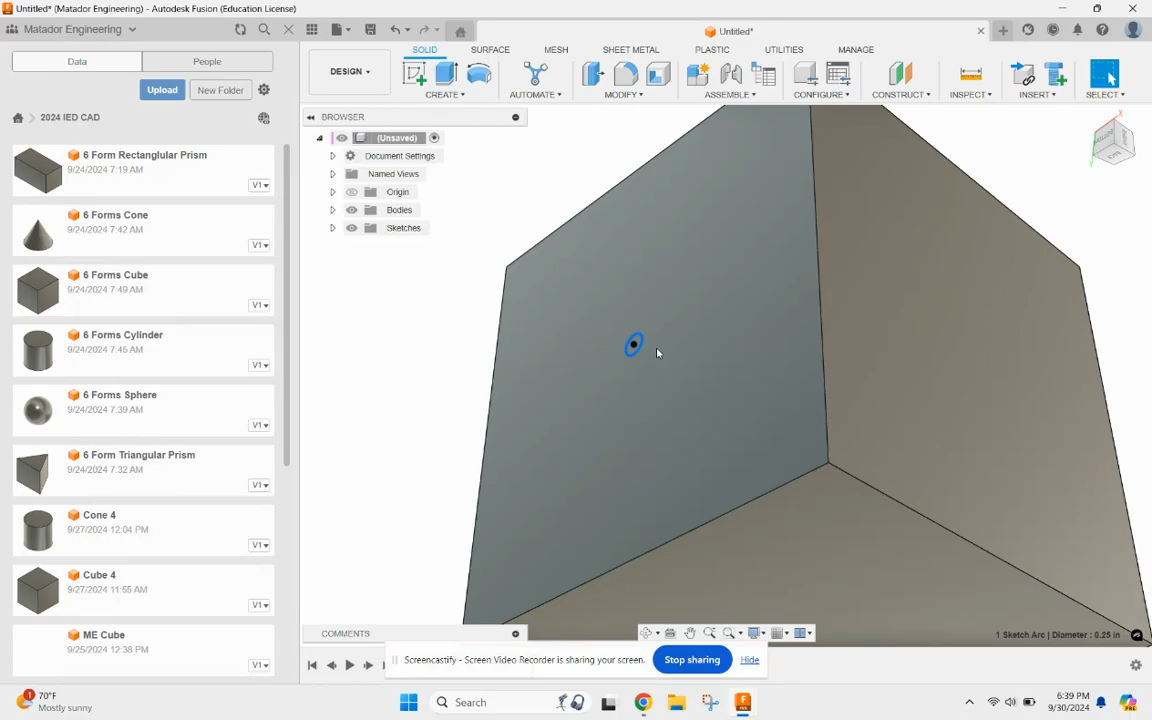 Untitled* (Matador Engineering) - Autodesk Fusion (Education License)
Matador Engineering
Untitled*
Data
People
Upload
New Folder
2024 IED CAD
6 Form Rectanglular Prism
9/24/2024 7:19 AM
V1
6 Forms Cone
9/24/2024 7:42 AM
V1
6 Forms Cube
9/24/2024 7:49 AM
V1
6 Forms Cylinder
9/24/2024 7:45 AM
V1
6 Forms Sphere
9/24/2024 7:39 AM
V1
6 Form Triangular Prism
9/24/2024 7:32 AM
V1
Cone 4
9/27/2024 12:04 PM
V1
Cube 4
9/27/2024 11:55 AM
V1
ME Cube
9/25/2024 12:38 PM
V1
SOLID
SURFACE
MESH
SHEET METAL
PLASTIC
UTILITIES
MANAGE
DESIGN
CREATE
AUTOMATE
MODIFY
ASSEMBLE
CONFIGURE
CONSTRUCT
INSPECT
INSERT
SELECT
BROWSER
(Unsaved)
Document Settings
Named Views
Origin
Bodies
Sketches
X
COMMENTS
1 Sketch Arc | Diameter : 0.25 in
Screencastify - Screen Video Recorder is sharing your screen.
Stop sharing
Hide
1
70°F
Mostly sunny
Search
6:39 PM
9/30/2024
PRE